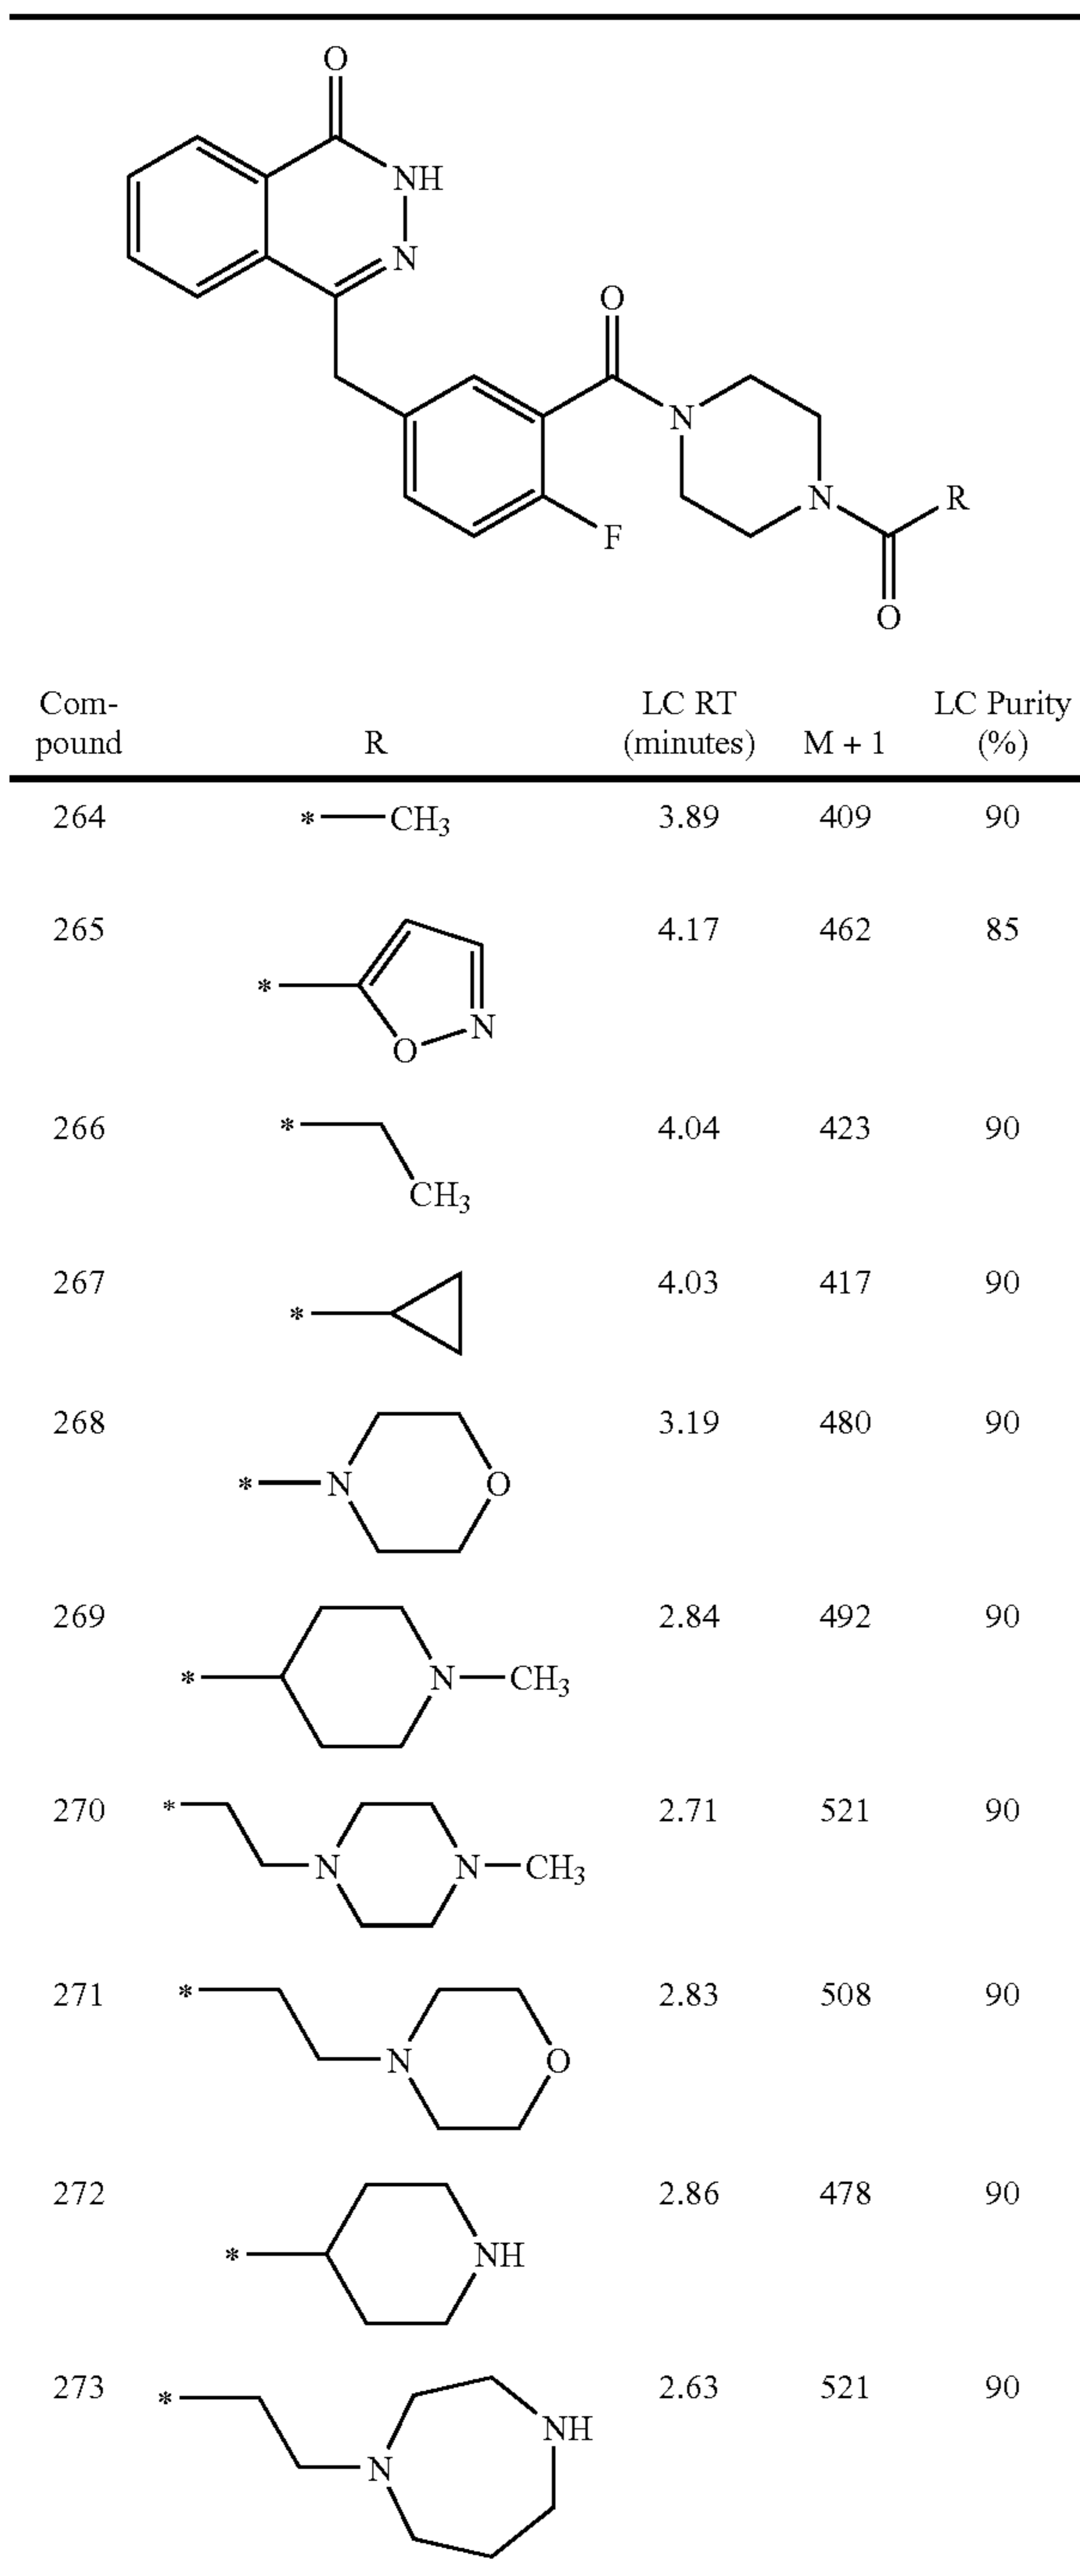 O
NH
N
O
N
N
R
F
O
Com-
pound R LC RT
(minutes) M + 1 LC Purity
(%)
264 *—CH3 3.89 409 90
265 4.17 462 85
* O N
266 * 4.04 423 90
CH3
267 4.03 417 90
*
268 3.19 480 90
* N O
269 2.84 492 90
* N—CH3
270 * 2.71 521 90
N N—CH3
271 * 2.83 508 90
N O
272 2.86 478 90
* NH
273 * 2.63 521 90
NH
N